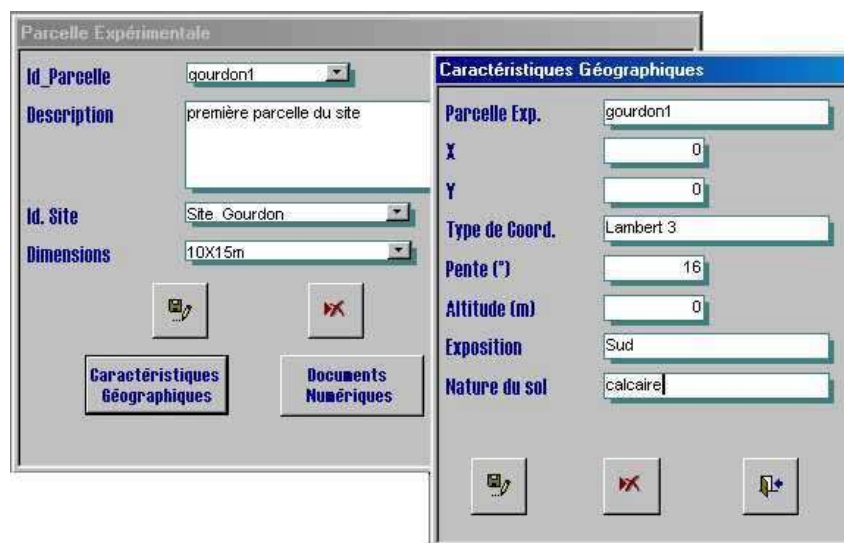 Parcelle Expérimentale
Id_Parcelle gourdon1
Description première parcelle du site
Id. Site Site Gourdon
Dimensions 10X15m
Caractéristiques
Géographiques
Documents
Numériques
Caractéristiques Géographiques
Parcelle Exp. gourdon1
X 0
Y 0
Type de Coord. Lambert 3
Pente (°) 16
Altitude (m) 0
Exposition Sud
Nature du sol calcaire